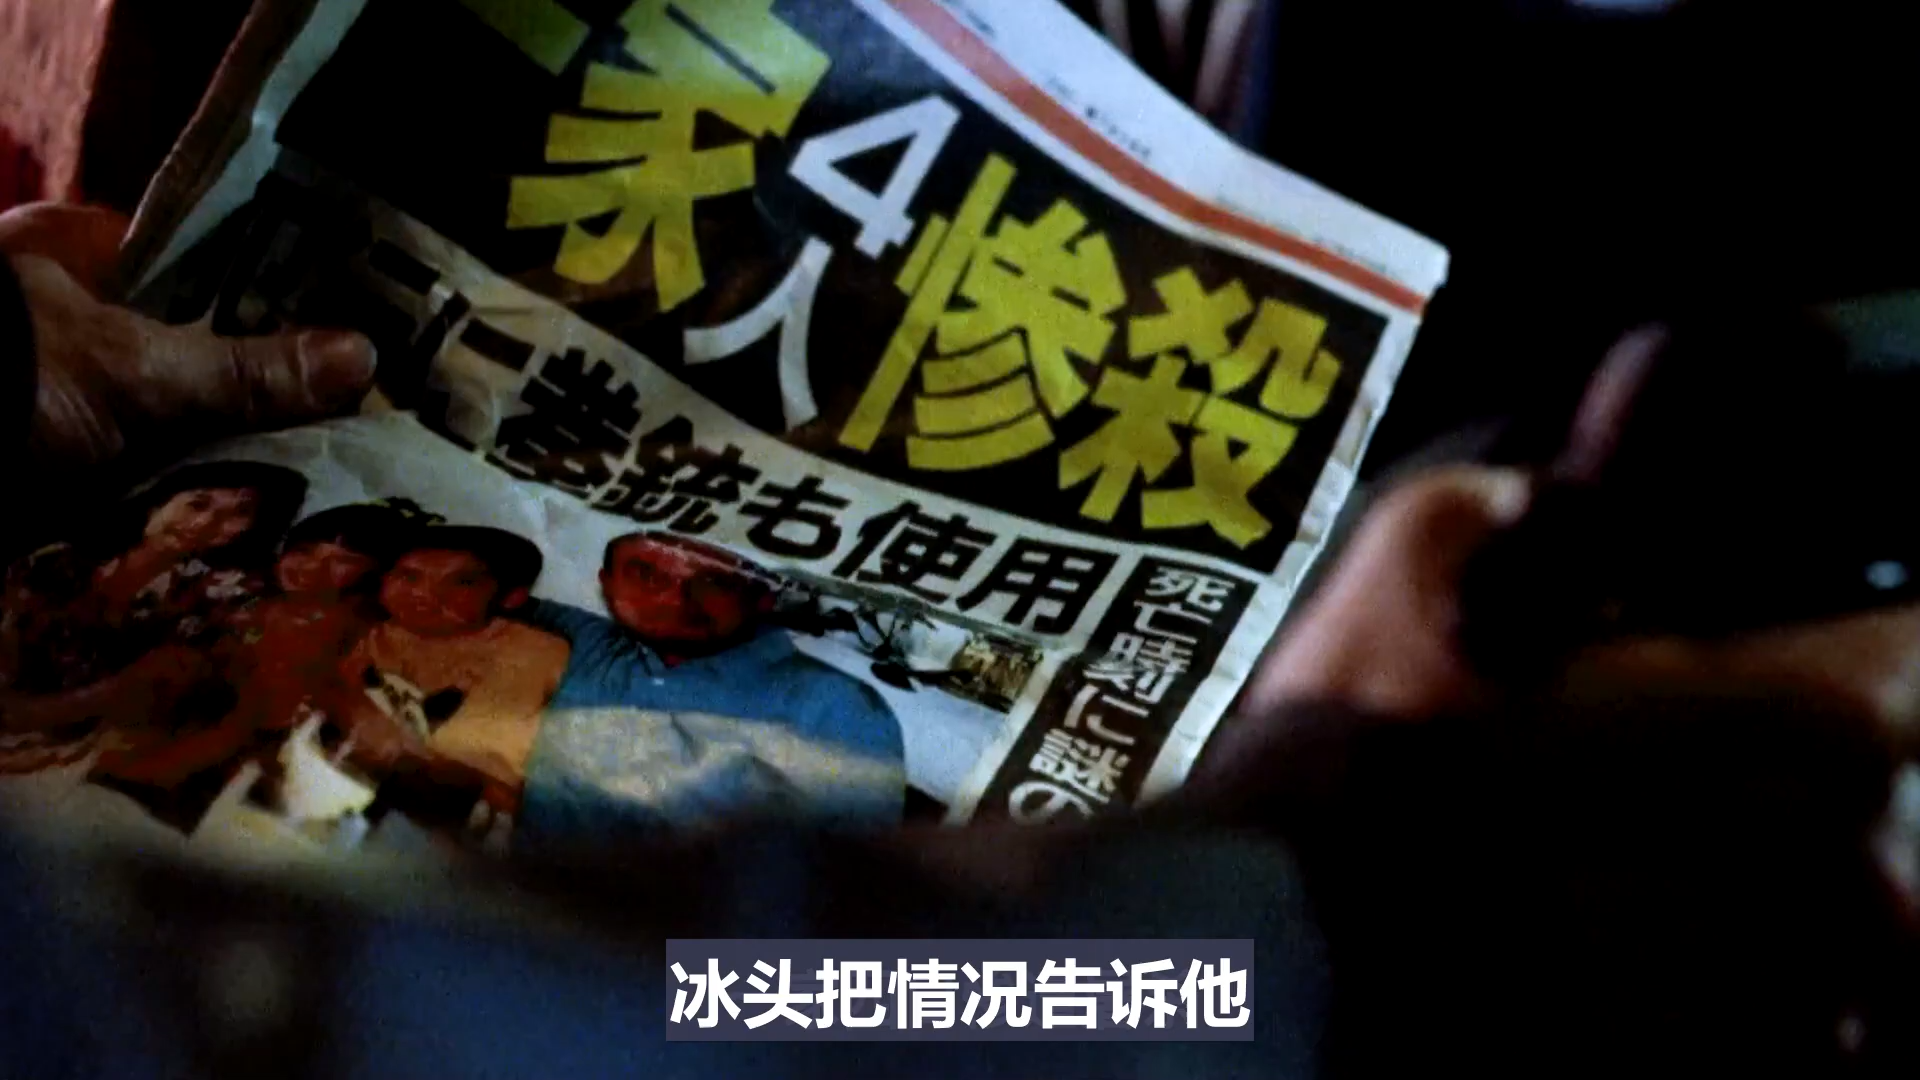 一家4人惨殺
拳銃も使用
死亡時刻に謎の
冰头把情况告诉他